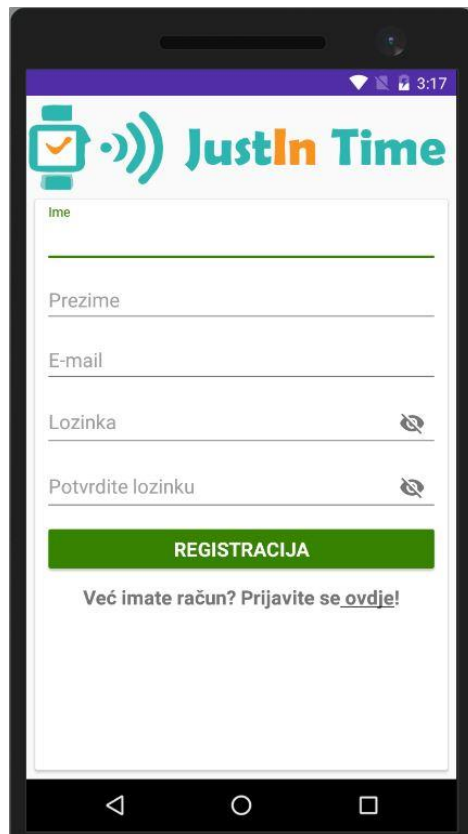 3:17
JustIn Time
Ime
Prezime
E-mail
Lozinka
Potvrdite lozinku
REGISTRACIJA
Već imate račun? Prijavite se ovdje!